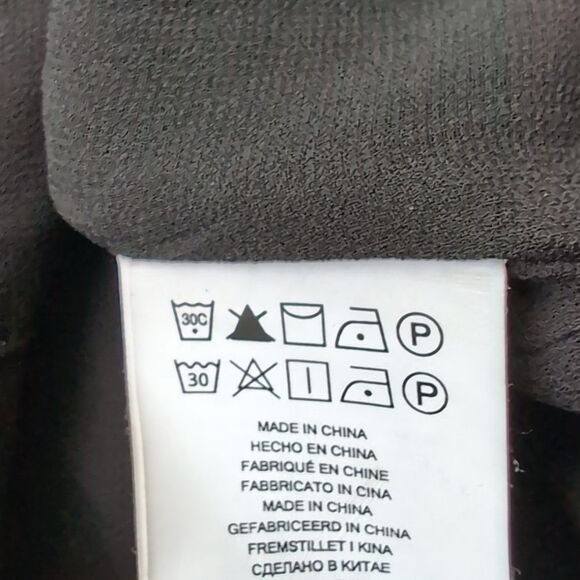 30C P
30 P
MADE IN CHINA
HECHO EN CHINA
FABRIQUÉ EN CHINE
FABBRICATO IN CINA
MADE IN CHINA
GEFABRICEERD IN CHINA
FREMSTILLET I KINA
СДЕЛАНО В КИТАЕ